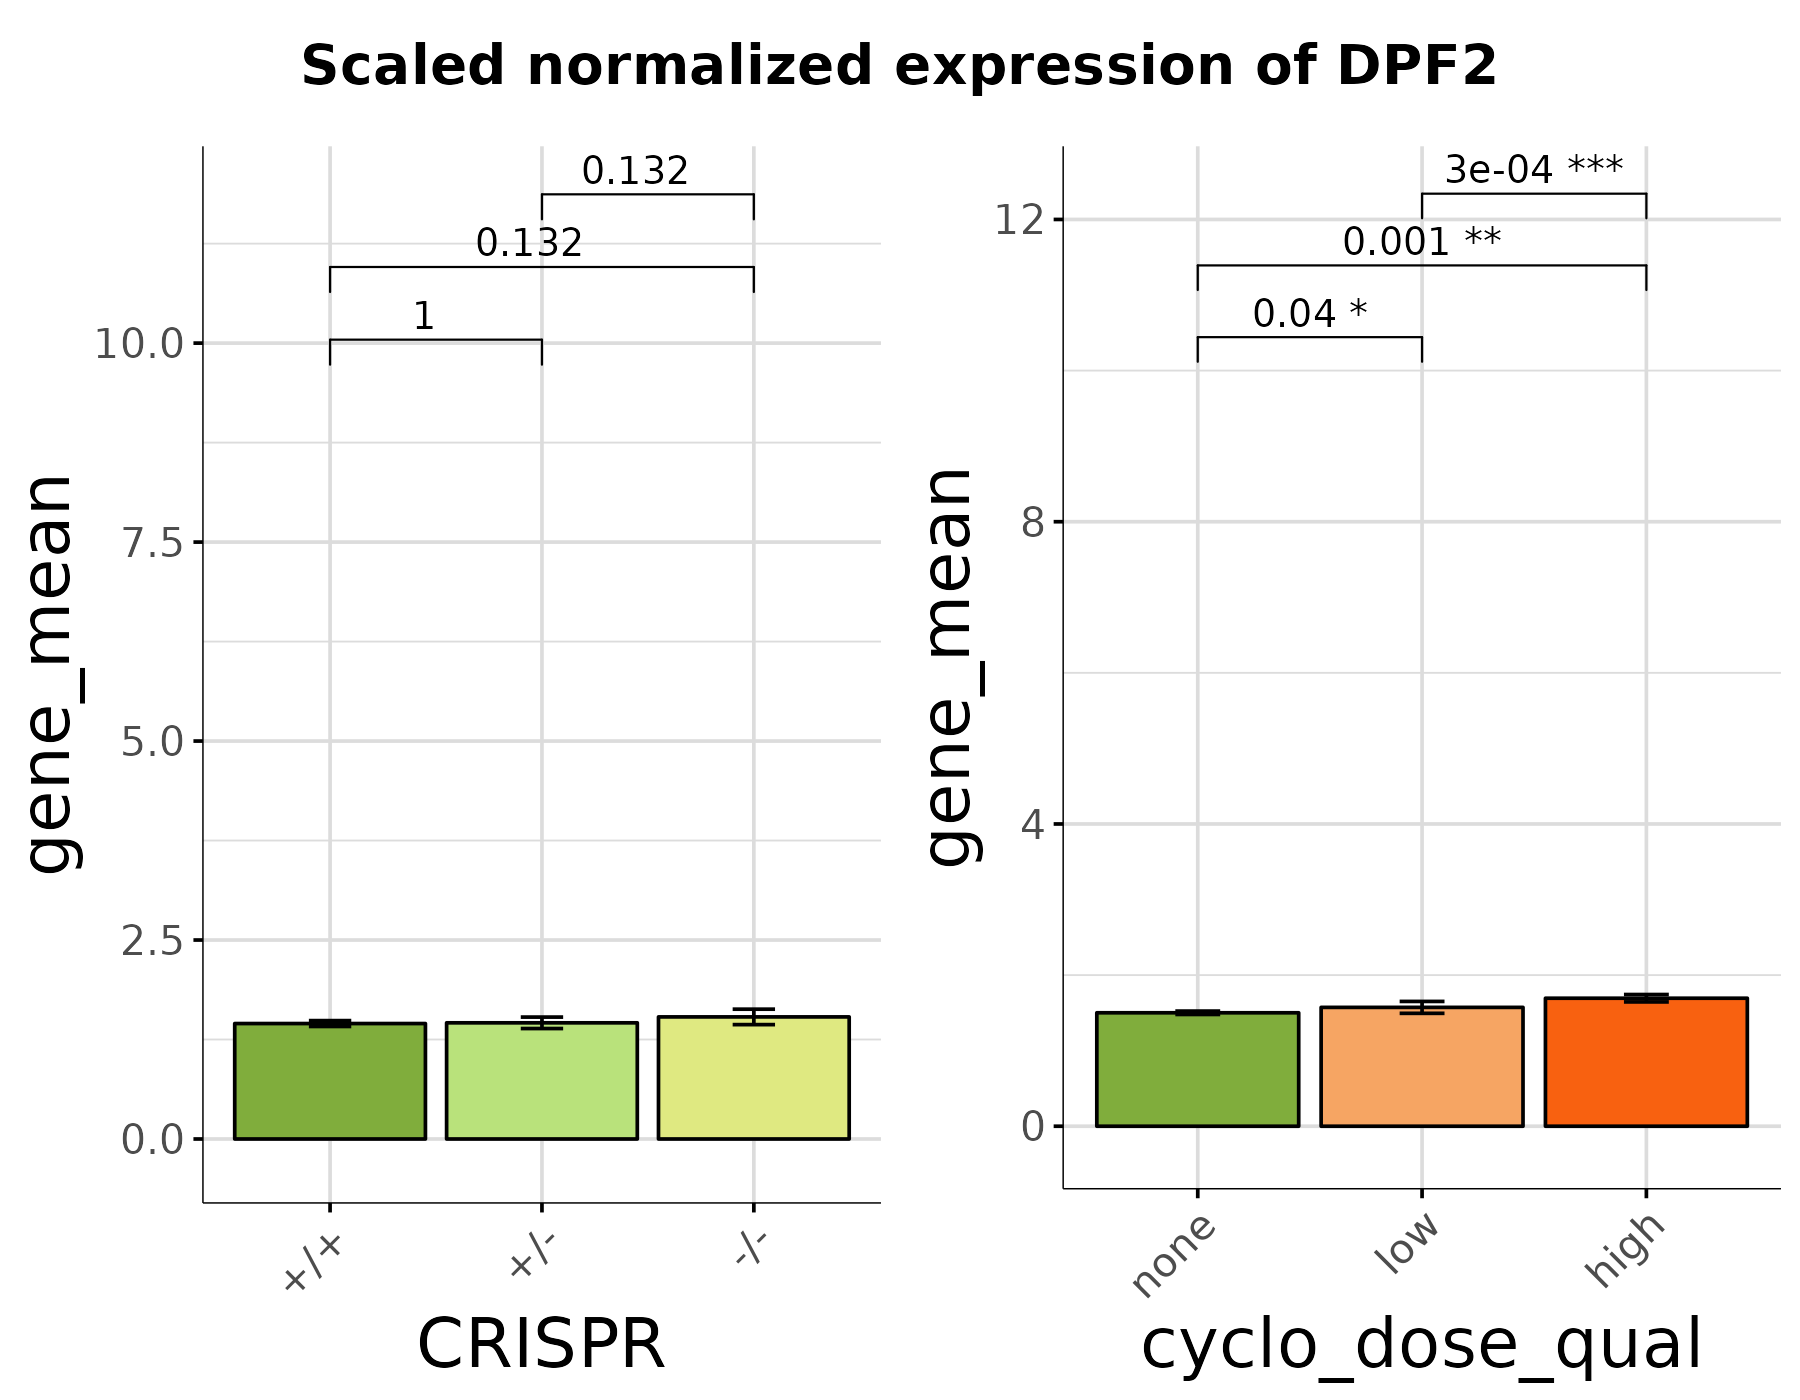 Scaled normalized expression of DPF2
gene_mean
10.0
7.5
5.0
2.5
0.0
0.132
0.132
1
+/+
+/-
-/-
CRISPR
gene_mean
12
8
4
0
3e-04 ***
0.001 **
0.04 *
none
low
high
cyclo_dose_qual